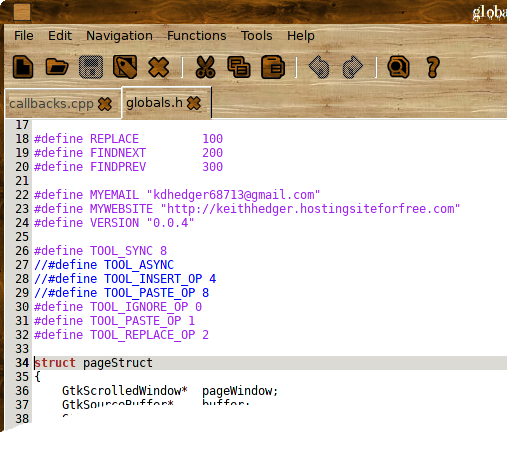 globa
File Edit Navigation Functions Tools Help
callbacks.cpp globals.h
17
18 #define REPLACE 100
19 #define FINDNEXT 200
20 #define FINDPREV 300
21
22 #define MYEMAIL "kdhedger68713@gmail.com"
23 #define MYWEBSITE "http://keithhedger.hostingsiteforfree.com"
24 #define VERSION "0.0.4"
25
26 #define TOOL_SYNC 8
27 //#define TOOL_ASYNC
28 //#define TOOL_INSERT_OP 4
29 //#define TOOL_PASTE_OP 8
30 #define TOOL_IGNORE_OP 0
31 #define TOOL_PASTE_OP 1
32 #define TOOL_REPLACE_OP 2
33
34 struct pageStruct
35 {
36 GtkScrolledWindow* pageWindow;
37 GtkSourceBuffer* buffer;
38